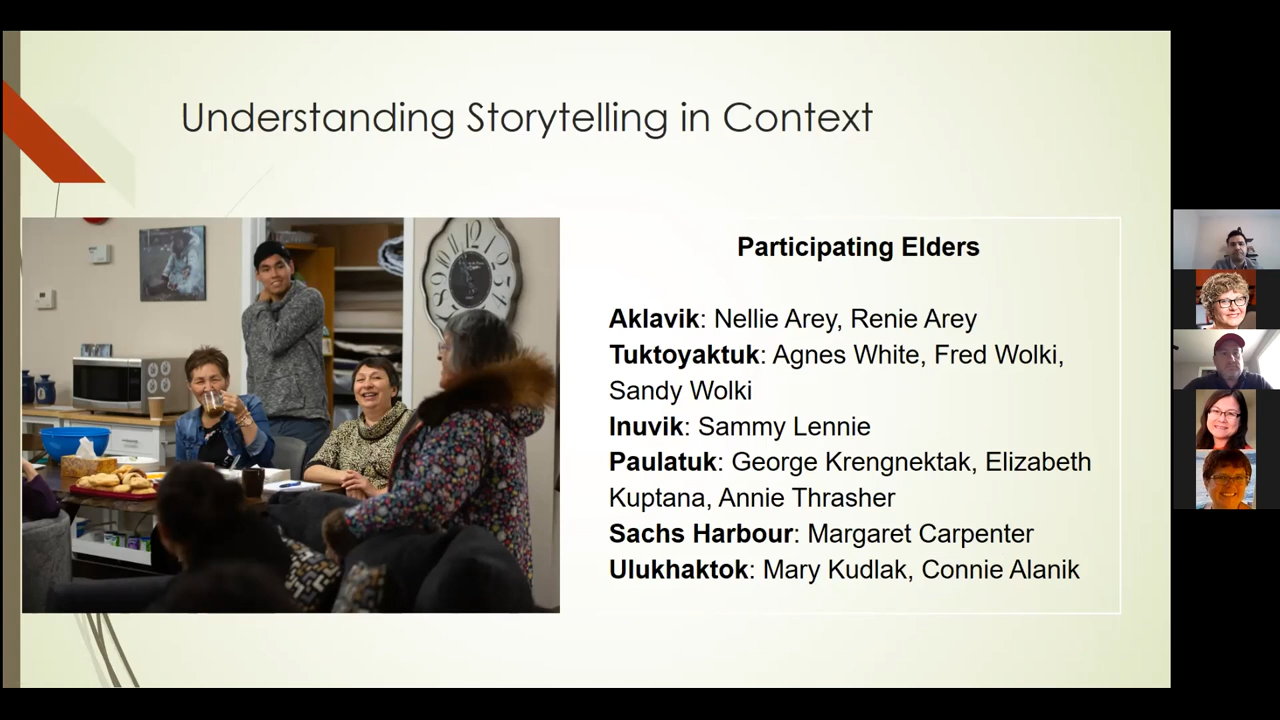 Understanding Storytelling in Context
Participating Elders
Aklavik: Nellie Arey, Renie Arey
Tuktoyaktuk: Agnes White, Fred Wolki,
Sandy Wolki
Inuvik: Sammy Lennie
Paulatuk: George Krengnektak, Elizabeth
Kuptana, Annie Thrasher
Sachs Harbour: Margaret Carpenter
Ulukhaktok: Mary Kudlak, Connie Alanik